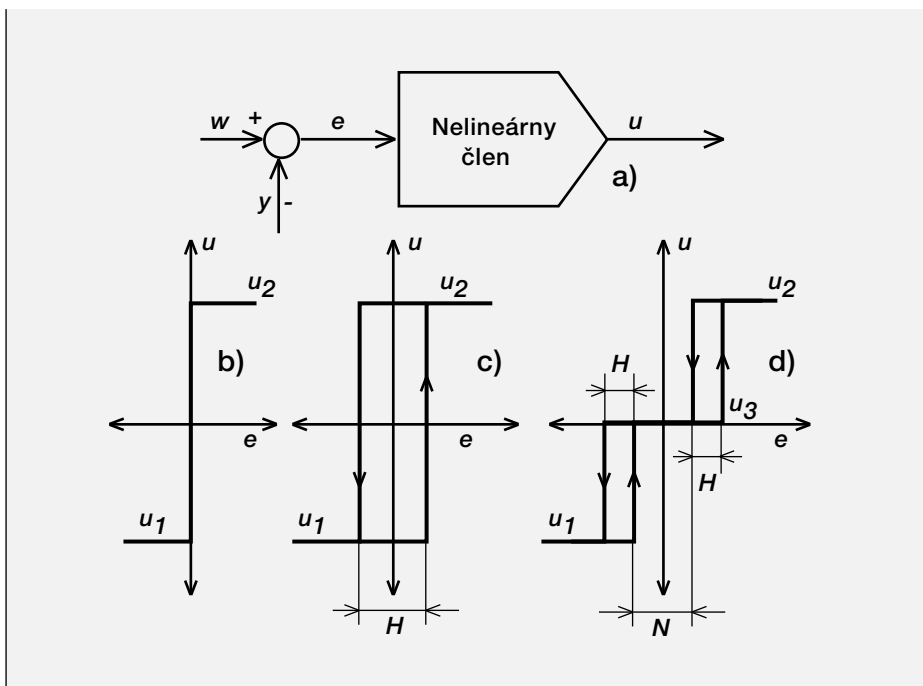 w + e Nelineárny člen u
y - a)
u u u
u2 u2 u2
b) c) H d)
u3
e e e
H
u1 u1 u1
H N